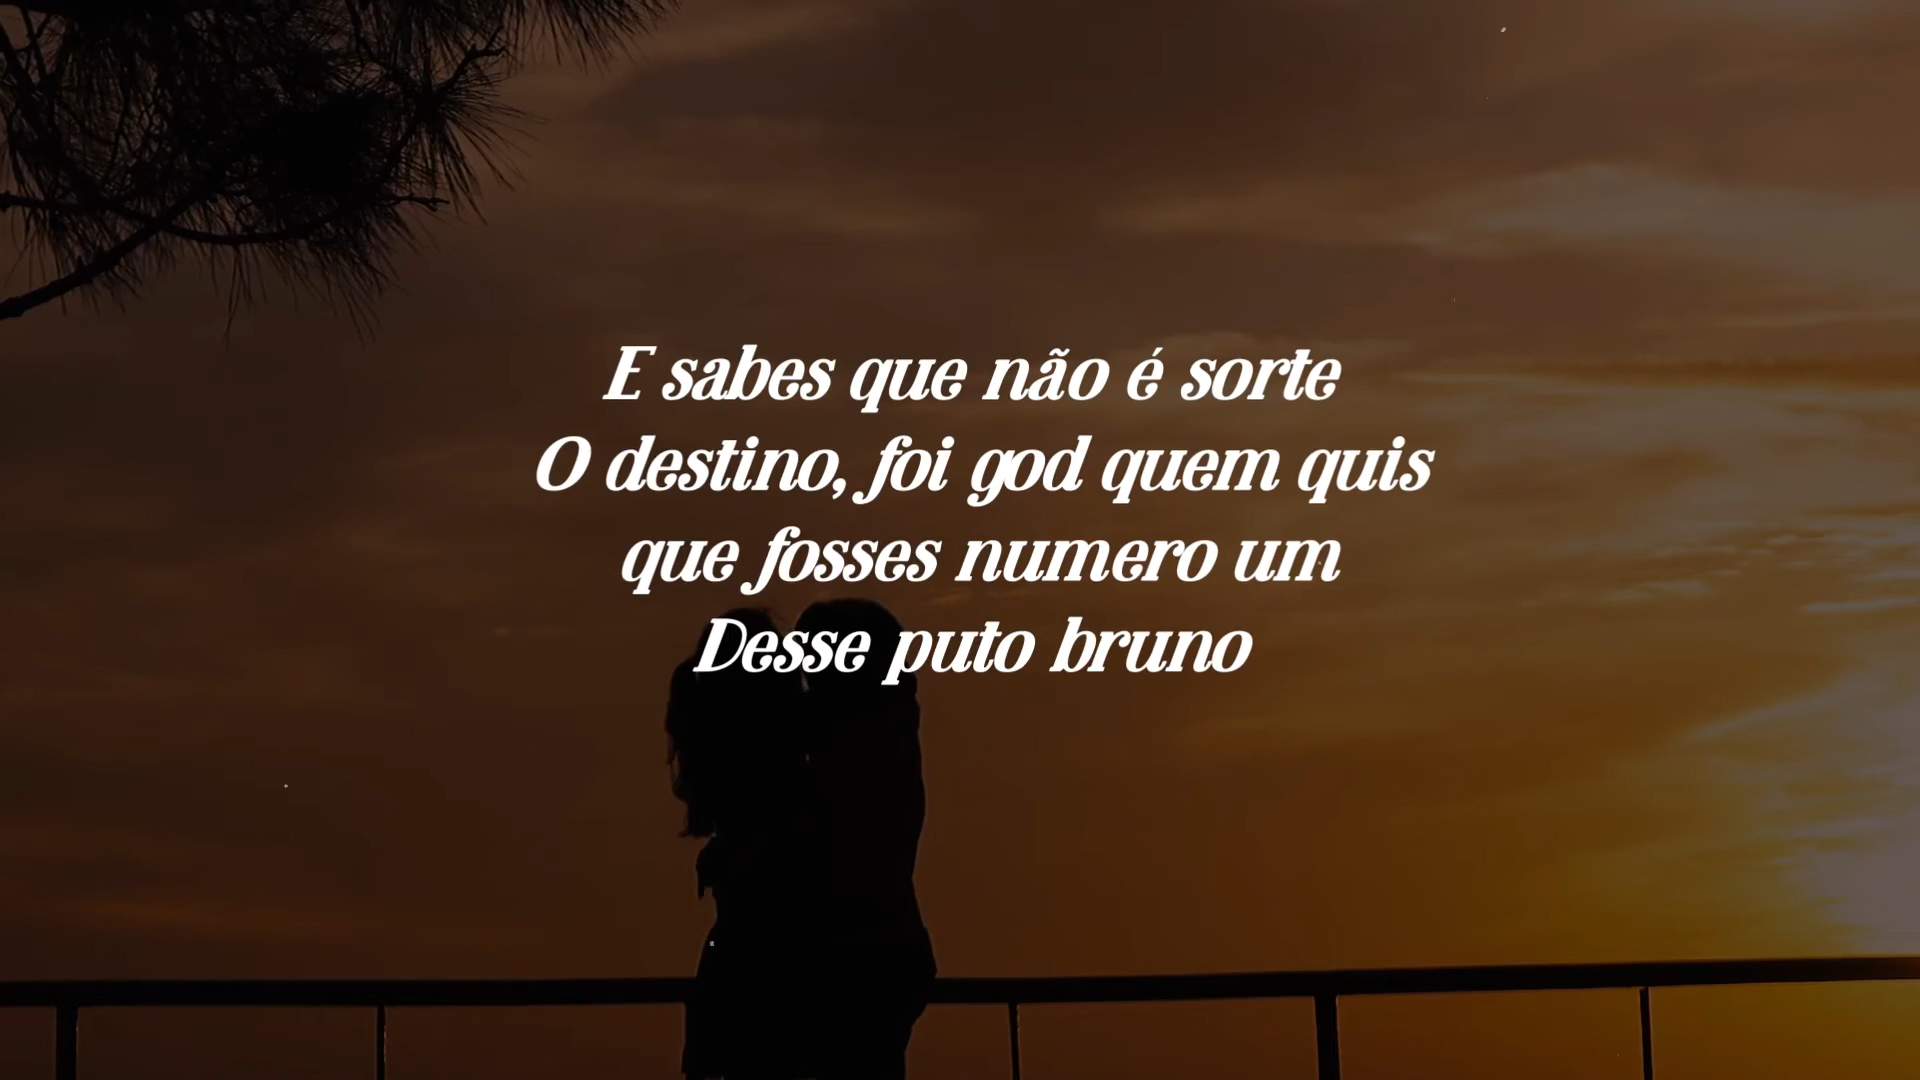 E sabes que não é sorte
O destino, foi god quem quis
que fosses numero um
Desse puto bruno